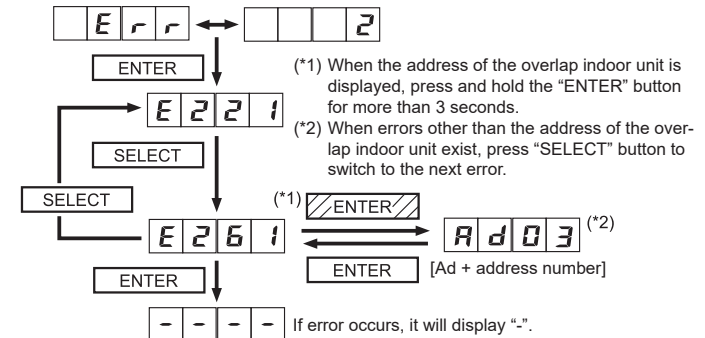 E r r 2
ENTER
(*1) When the address of the overlap indoor unit is
displayed, press and hold the “ENTER” button
for more than 3 seconds.
E 2 2 1
(*2) When errors other than the address of the over-
lap indoor unit exist, press “SELECT” button to
switch to the next error.
SELECT
SELECT
(*1) ENTER
E 2 6 1
A d 0 3 (*2)
ENTER
[Ad + address number]
ENTER
- - - - If error occurs, it will display “-”.